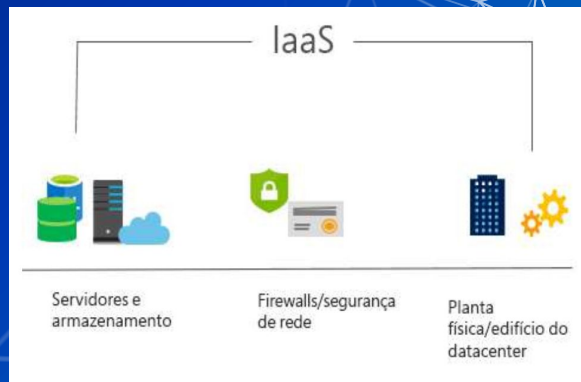 IaaS
Servidores e
armazenamento
Firewalls/segurança
de rede
Planta
física/edifício do
datacenter